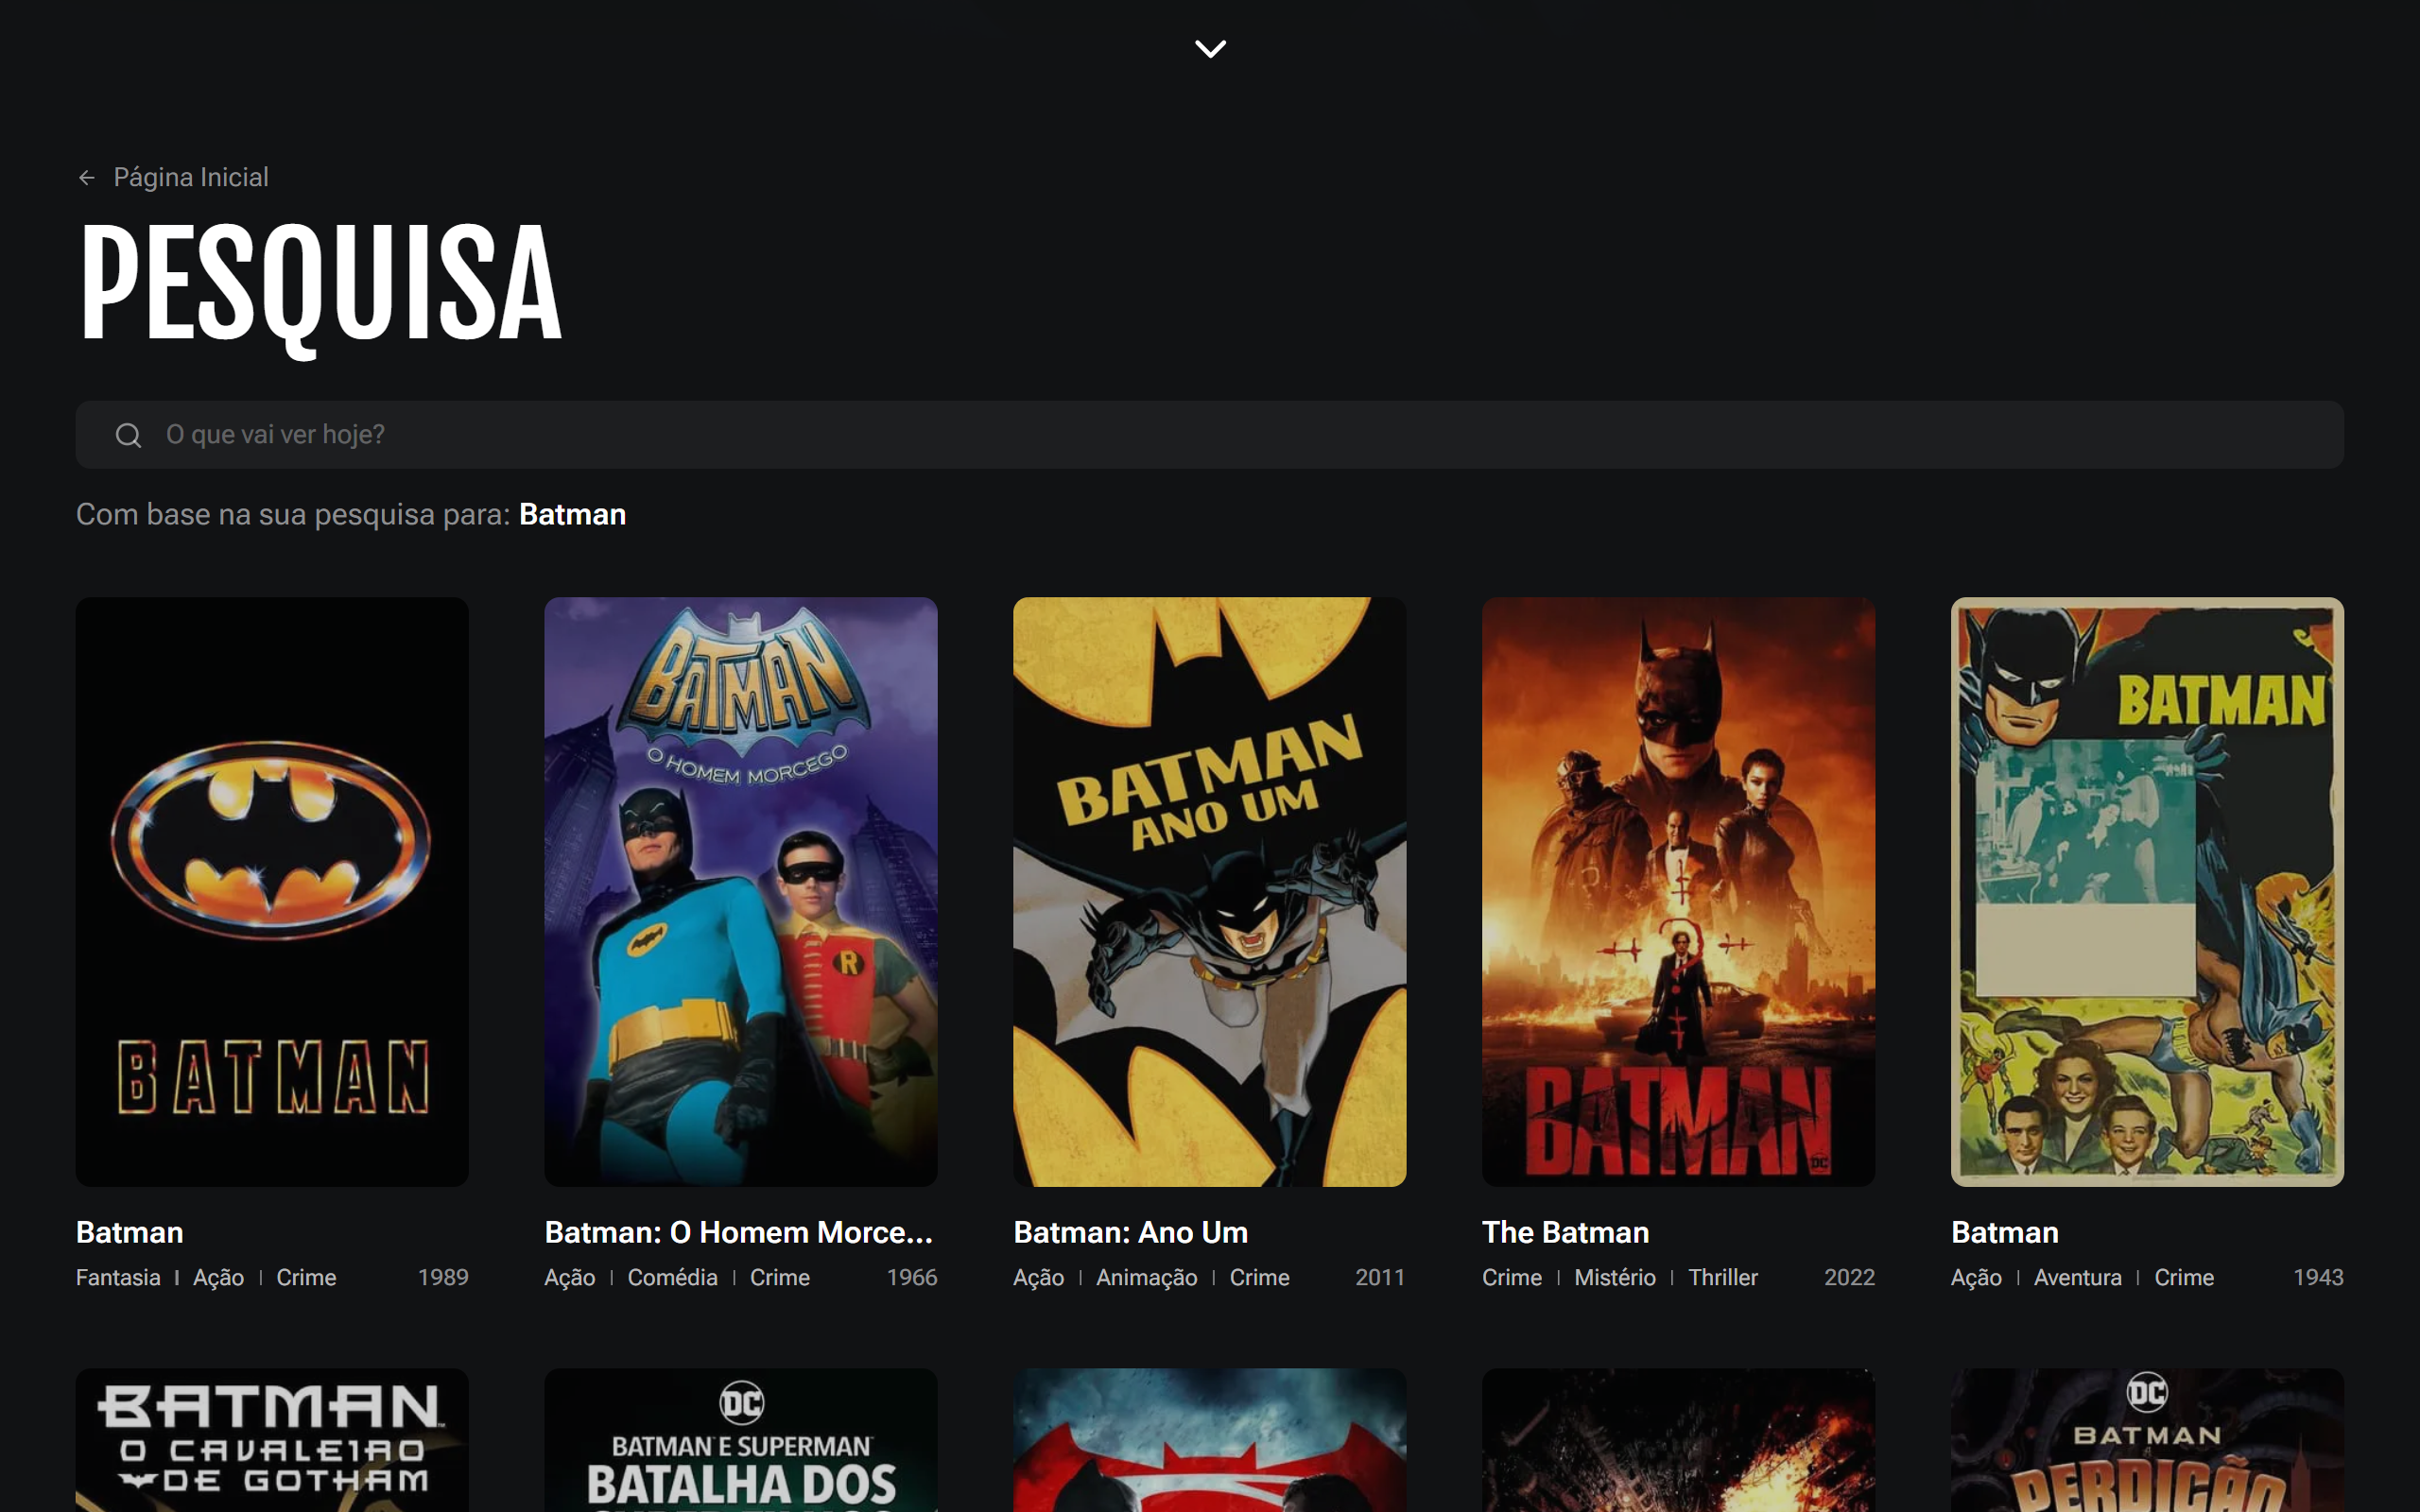 Página Inicial
PESQUISA
O que vai ver hoje?
Com base na sua pesquisa para: Batman
BATMAN
BATMAN
O HOMEM MORCEGO
R
BATMAN
ANO UM
BATMAN
DC
BATMAN
Batman
Fantasia | Ação | Crime 1989
Batman: O Homem Morce...
Ação | Comédia | Crime 1966
Batman: Ano Um
Ação | Animação | Crime 2011
The Batman
Crime | Mistério | Thriller 2022
Batman
Ação | Aventura | Crime 1943
BATMAN
O CAVALEIRO
DE GOTHAM
DC
BATMAN E SUPERMAN
BATALHA DOS
DC
BATMAN
A
PERDIÇÃO